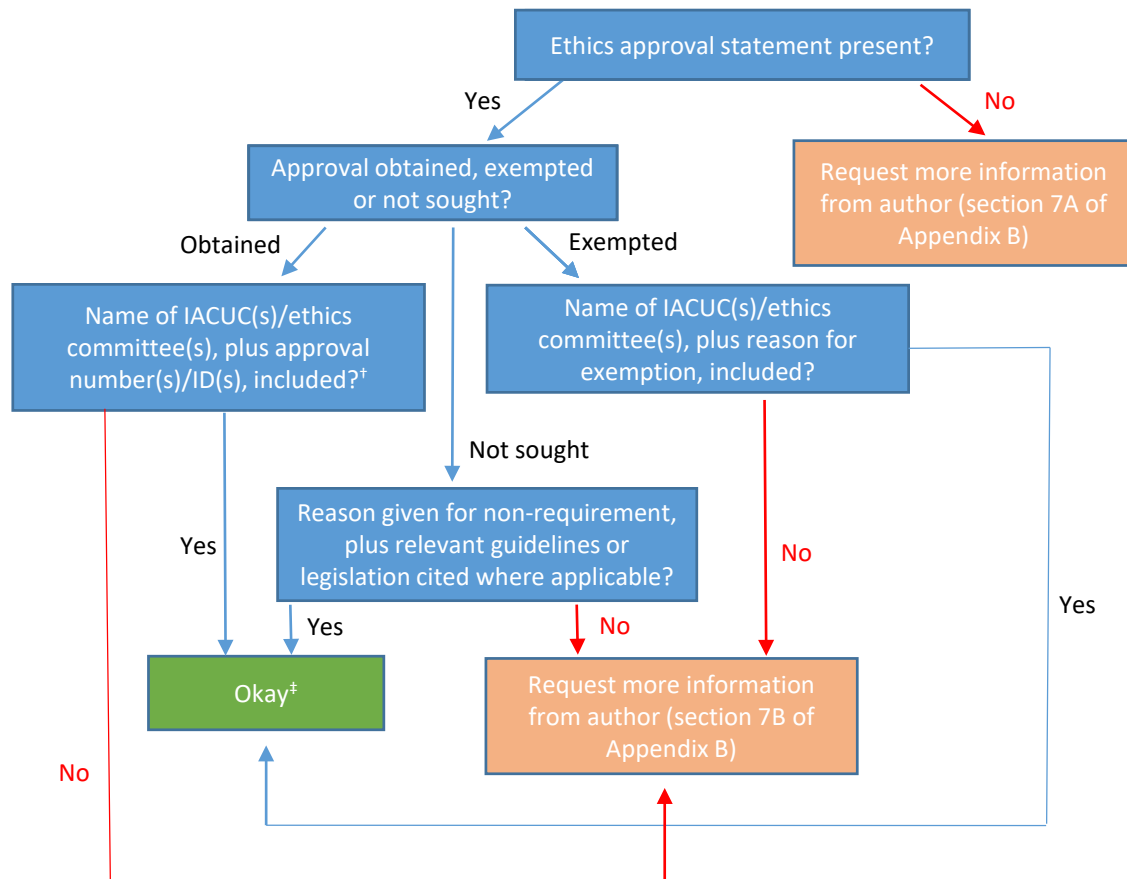 Ethics approval statement present?
Yes
No
Approval obtained, exempted
or not sought?
Request more information
from author (section 7A of
Appendix B)
Obtained
Exempted
Name of IACUC(s)/ethics
committee(s), plus approval
number(s)/ID(s), included?†
Name of IACUC(s)/ethics
committee(s), plus reason for
exemption, included?
Not sought
Reason given for non-requirement,
plus relevant guidelines or
legislation cited where applicable?
Yes
No
Yes
Yes
No
Okay‡
Request more information
from author (section 7B of
Appendix B)
No